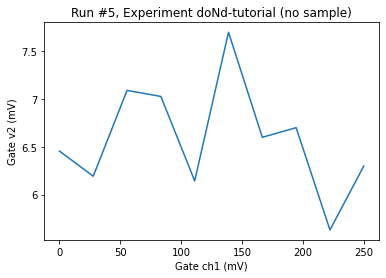 Run #5, Experiment doNd-tutorial (no sample)
7.5
7
6.5
6
Gate v2 (mV)
0 50 100 150 200 250
Gate ch1 (mV)